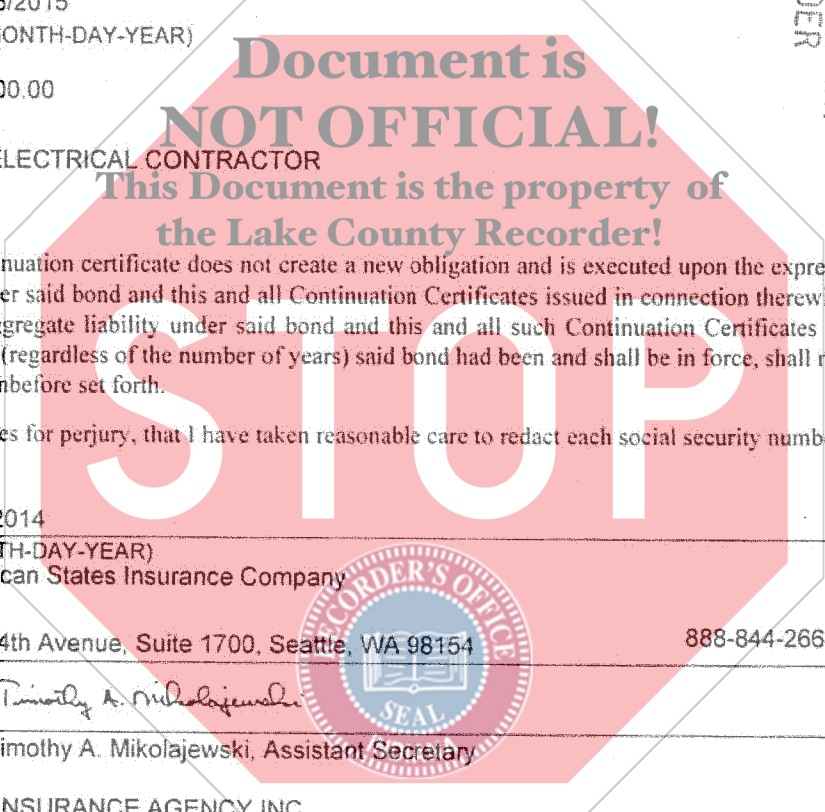 /2015
ONTH-DAY-YEAR)
DER
Document is
00.00
NOT OFFICIAL!
ELECTRICAL CONTRACTOR
This Document is the property of
the Lake County Recorder!
nuation certificate does not create a new obligation and is executed upon the expre
er said bond and this and all Continuation Certificates issued in connection therew
ggregate liability under said bond and this and all such Continuation Certificates
(regardless of the number of years) said bond had been and shall be in force, shall
nbefore set forth.
STOP
es for perjury, that I have taken reasonable care to redact each social security numb
2014
TH-DAY-YEAR)
can States Insurance Company
RECORDER'S OFFICE
4th Avenue, Suite 1700, Seattle, WA 98154 888-844-266
Timothy A. Mikolajewski
SEAL
imothy A. Mikolajewski, Assistant Secretary
NSURANCE AGENCY INC